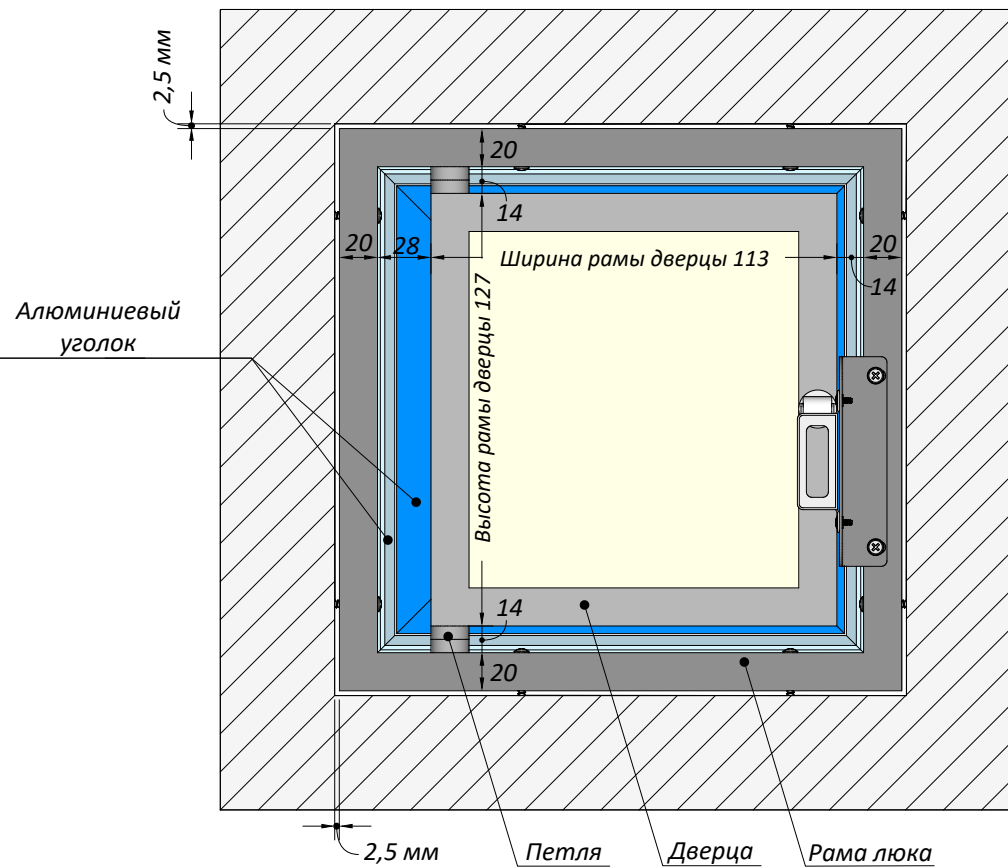 2,5 мм
20
14
20
28
Ширина рамы дверцы 113
20
14
Высота рамы дверцы 127
Алюминиевый
уголок
14
20
2,5 мм
Петля
Дверца
Рама люка